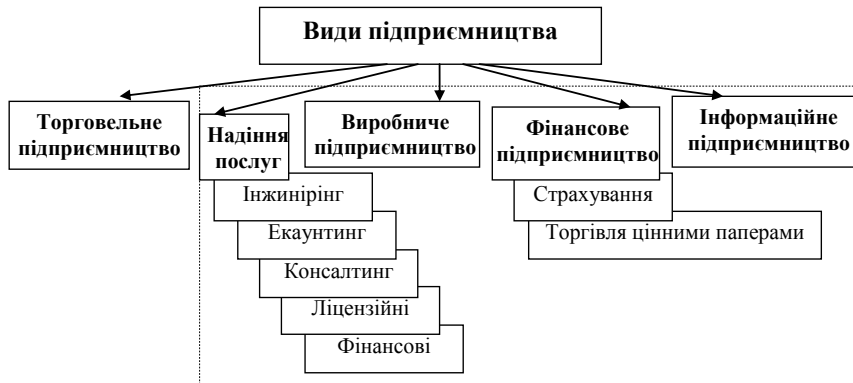 Види підприємництва
Торговельне
підприємництво
Надіння
послуг
Виробниче
підприємництво
Фінансове
підприємництво
Інформаційне
підприємництво
Інжинірінг
Екаунтинг
Консалтинг
Ліцензійні
Фінансові
Страхування
Торгівля цінними паперами